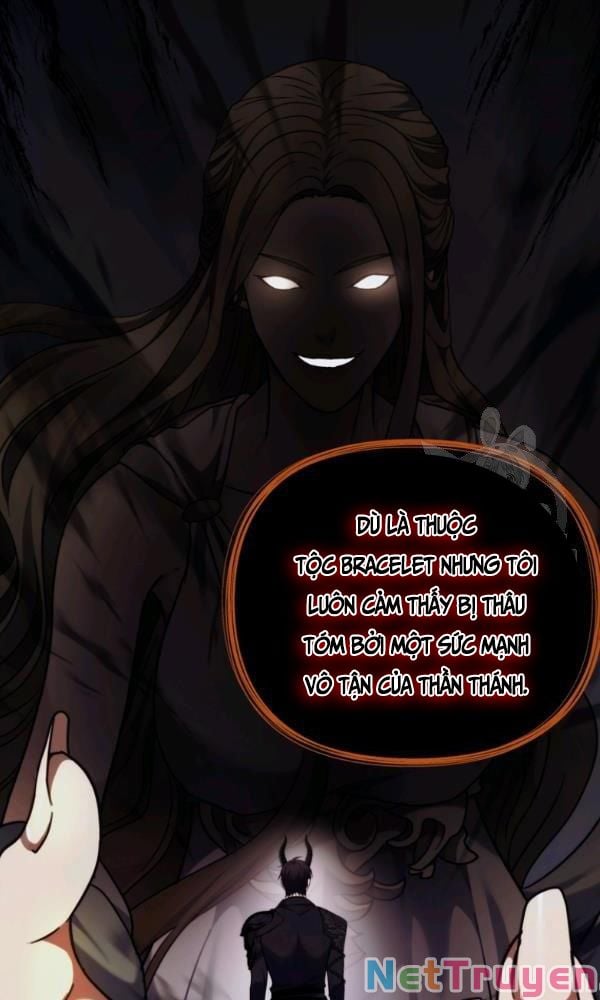 DÙ LÀ THUỘC
TỘC BRACELET NHƯNG TÔI
LUÔN CẢM THẤY BỊ THÂU
TÓM BỞI MỘT SỨC MẠNH
VÔ TẬN CỦA THẦN THÁNH.
NetTruyen